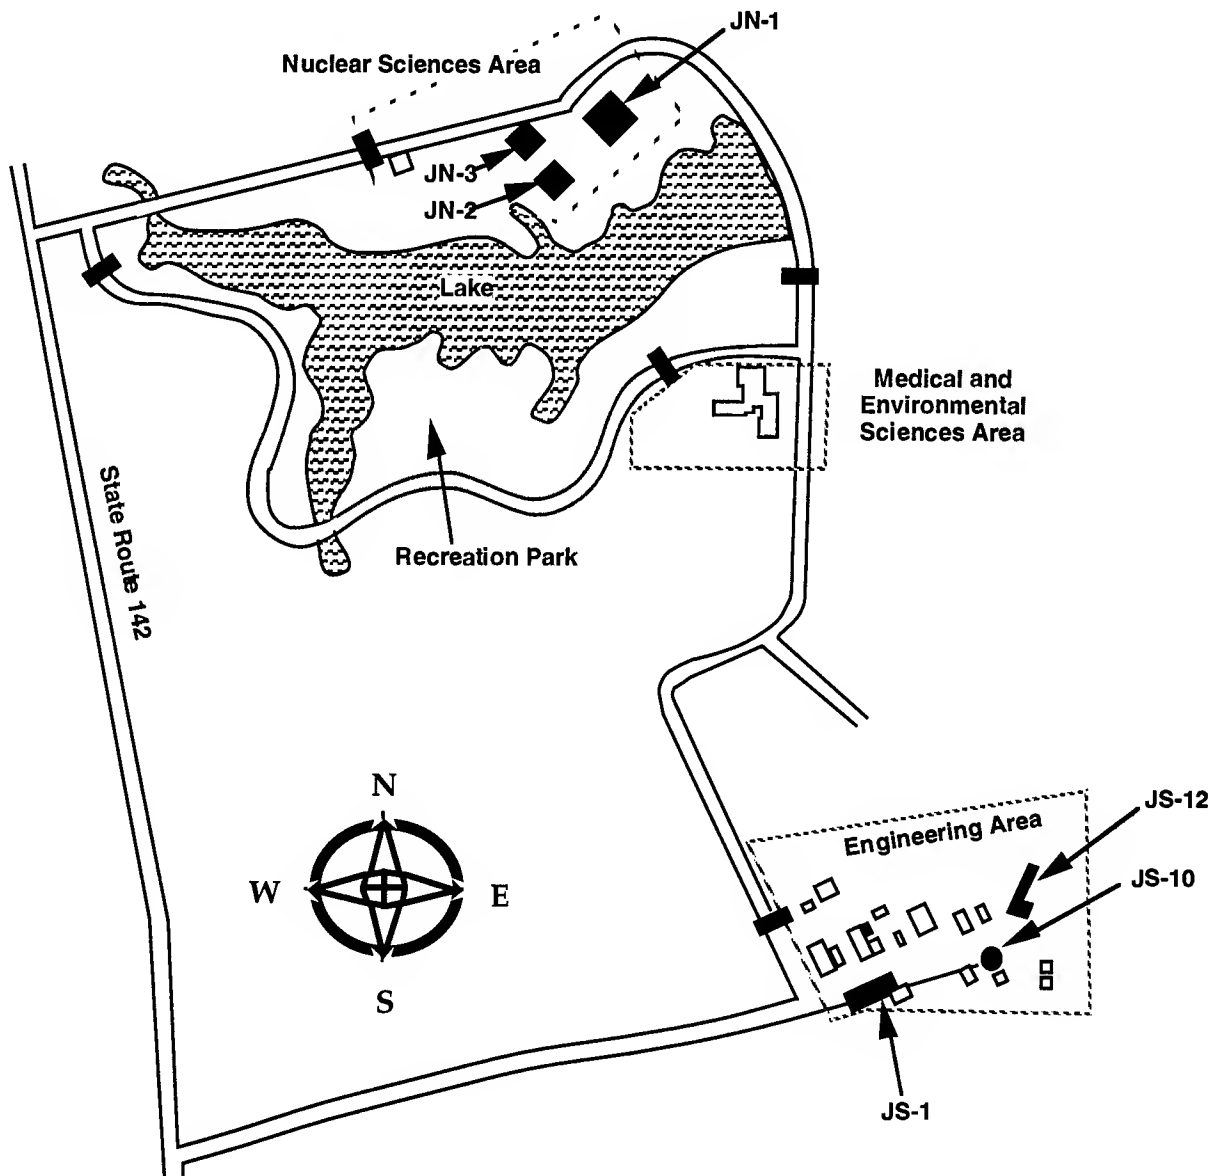 JN-1
Nuclear Sciences Area
JN-3
JN-2
Lake
Medical and
Environmental
Sciences Area
State Route 142
Recreation Park
N
W
E
S
JS-12
Engineering Area
JS-10
JS-1